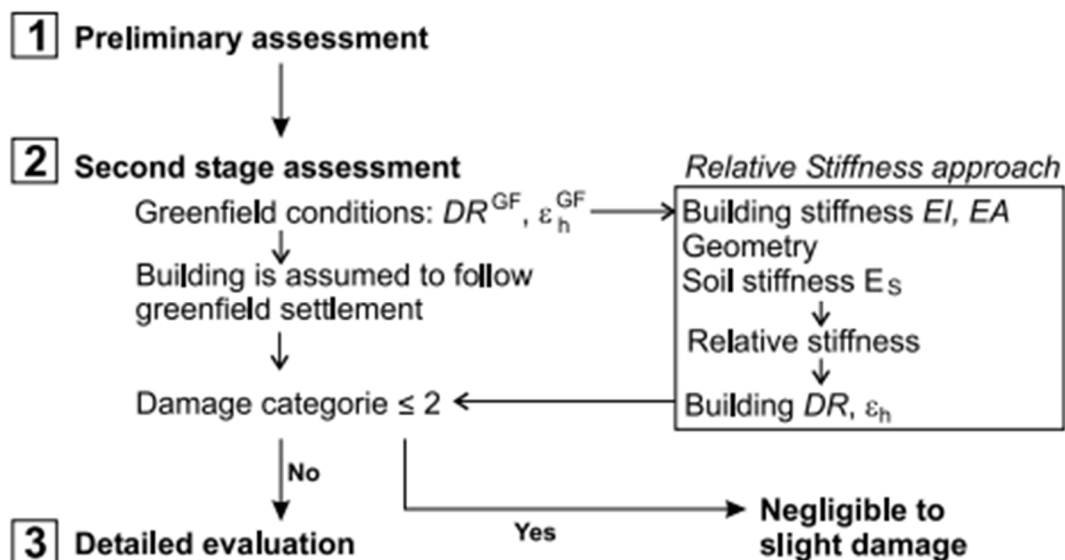 1 Preliminary assessment
2 Second stage assessment
Greenfield conditions: DR^GF, ε_h^GF
Building is assumed to follow
greenfield settlement
Damage categorie ≤ 2
Relative Stiffness approach
Building stiffness EI, EA
Geometry
Soil stiffness E_S
Relative stiffness
Building DR, ε_h
No
Yes
Negligible to
slight damage
3 Detailed evaluation